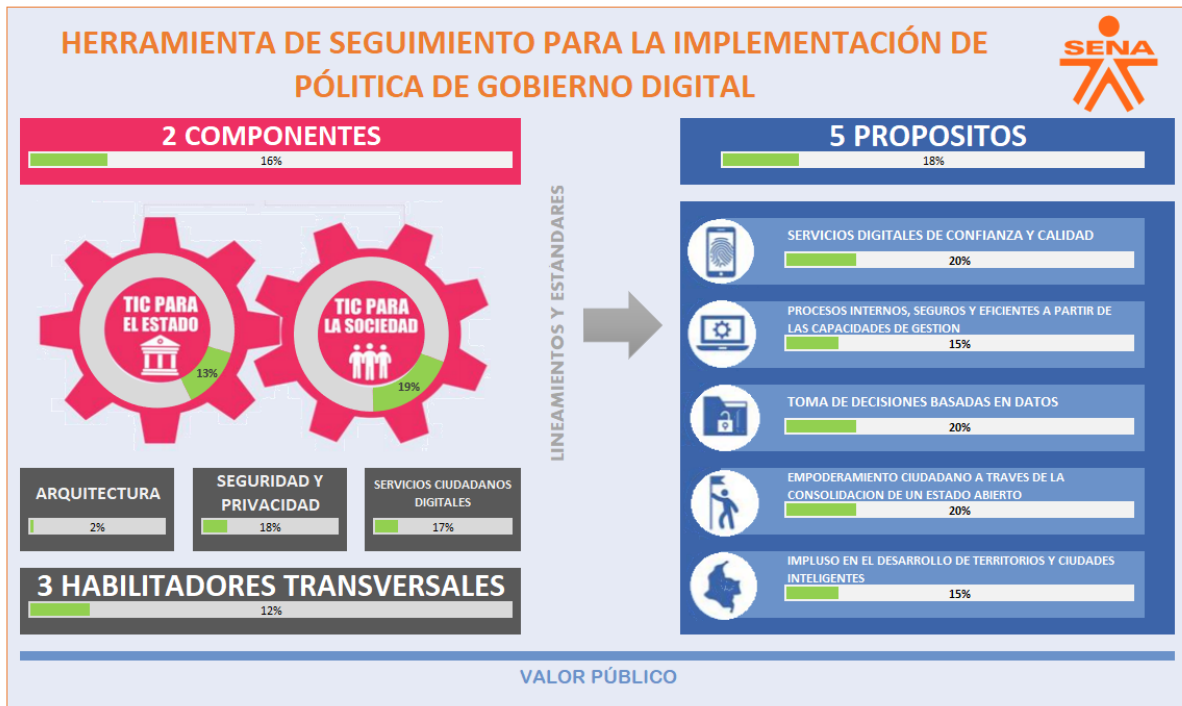 HERRAMIENTA DE SEGUIMIENTO PARA LA IMPLEMENTACIÓN DE
PÓLITICA DE GOBIERNO DIGITAL
SENA
2 COMPONENTES
16%
TIC PARA
EL ESTADO
13%
TIC PARA
LA SOCIEDAD
19%
ARQUITECTURA
2%
SEGURIDAD Y
PRIVACIDAD
18%
SERVICIOS CIUDADANOS
DIGITALES
17%
3 HABILITADORES TRANSVERSALES
12%
LINEAMIENTOS Y ESTANDARES
5 PROPOSITOS
18%
SERVICIOS DIGITALES DE CONFIANZA Y CALIDAD
20%
PROCESOS INTERNOS, SEGUROS Y EFICIENTES A PARTIR DE
LAS CAPACIDADES DE GESTION
15%
TOMA DE DECISIONES BASADAS EN DATOS
20%
EMPODERAMIENTO CIUDADANO A TRAVES DE LA
CONSOLIDACION DE UN ESTADO ABIERTO
20%
IMPLUSO EN EL DESARROLLO DE TERRITORIOS Y CIUDADES
INTELIGENTES
15%
VALOR PÚBLICO